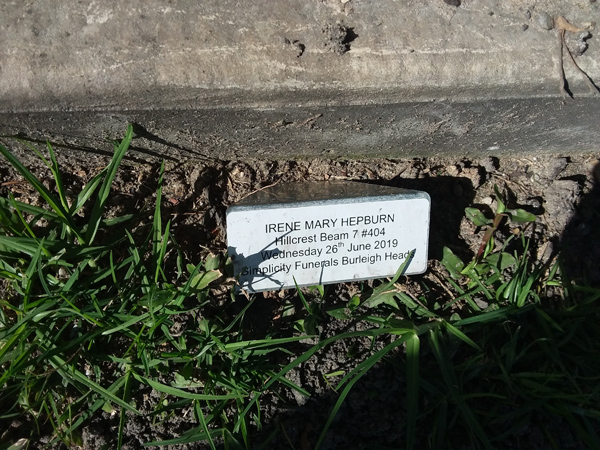 IRENE MARY HEPBURN
Hillcrest Beam 7 #404
Wednesday 26th June 2019
Simplicity Funerals Burleigh Heads